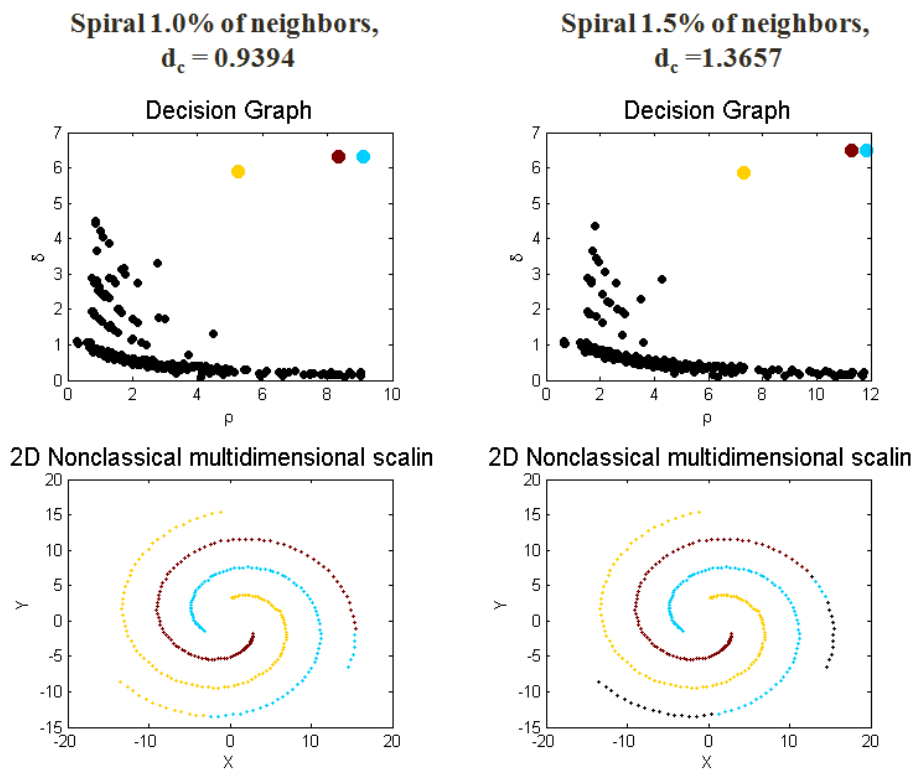 Spiral 1.0% of neighbors,
d_c = 0.9394
Decision Graph
7
6
5
4
3
2
1
0
δ
0 2 4 6 8 10
ρ
2D Nonclassical multidimensional scalin
20
15
10
5
0
-5
-10
-15
Y
-20 -10 0 10 20
X
Spiral 1.5% of neighbors,
d_c =1.3657
Decision Graph
7
6
5
4
3
2
1
0
δ
0 2 4 6 8 10 12
ρ
2D Nonclassical multidimensional scalin
20
15
10
5
0
-5
-10
-15
Y
-20 -10 0 10 20
X